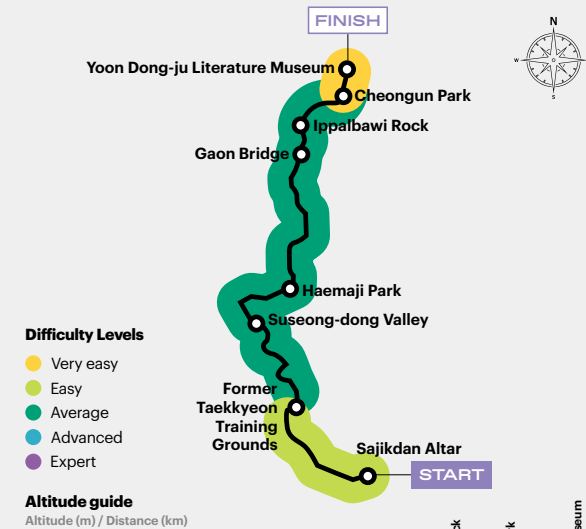 FINISH
Yoon Dong-ju Literature Museum
Cheongun Park
Ippalbawi Rock
Gaon Bridge
Haemaji Park
Suseong-dong Valley
Former
Taekkyeon
Training
Grounds
Sajikdan Altar
START
N
W
O
S
Difficulty Levels
Very easy
Easy
Average
Advanced
Expert
Altitude guide
Altitude (m) / Distance (km)